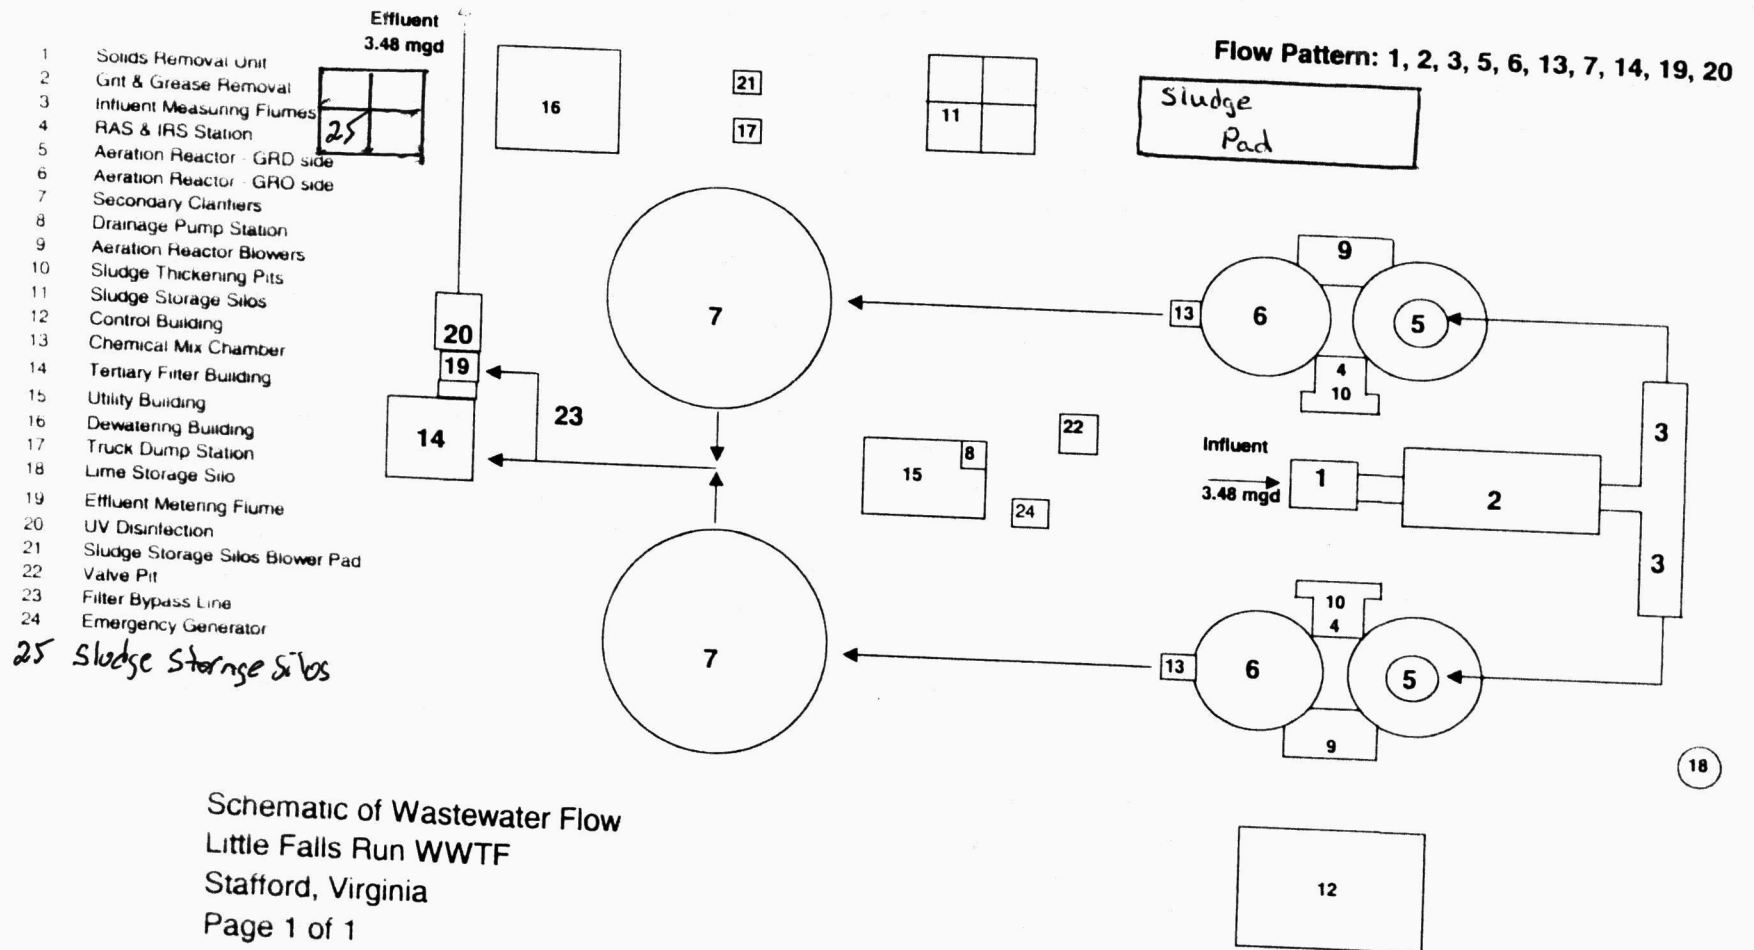 Effluent
3.48 mgd
Flow Pattern: 1, 2, 3, 5, 6, 13, 7, 14, 19, 20
1 Solids Removal Unit
2 Grit & Grease Removal
3 Influent Measuring Flumes
4 RAS & IRS Station
5 Aeration Reactor - GRD side
6 Aeration Reactor - GRO side
7 Secondary Clarifiers
8 Drainage Pump Station
9 Aeration Reactor Blowers
10 Sludge Thickening Pits
11 Sludge Storage Silos
12 Control Building
13 Chemical Mix Chamber
14 Tertiary Filter Building
15 Utility Building
16 Dewatering Building
17 Truck Dump Station
18 Lime Storage Silo
19 Effluent Metering Flume
20 UV Disinfection
21 Sludge Storage Silos Blower Pad
22 Valve Pit
23 Filter Bypass Line
24 Emergency Generator
25 Sludge Storage Silos
25
16
21
17
11
Sludge
Pad
9
7
13
6
5
4
10
20
19
23
14
22
8
15
24
Influent
3.48 mgd
1
2
3
3
10
4
7
13
6
5
9
18
12
Schematic of Wastewater Flow
Little Falls Run WWTF
Stafford, Virginia
Page 1 of 1